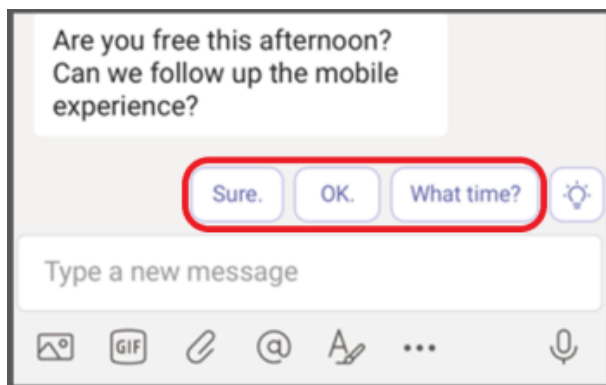 Are you free this afternoon?
Can we follow up the mobile
experience?
Sure. OK. What time?
Type a new message
GIF @ A